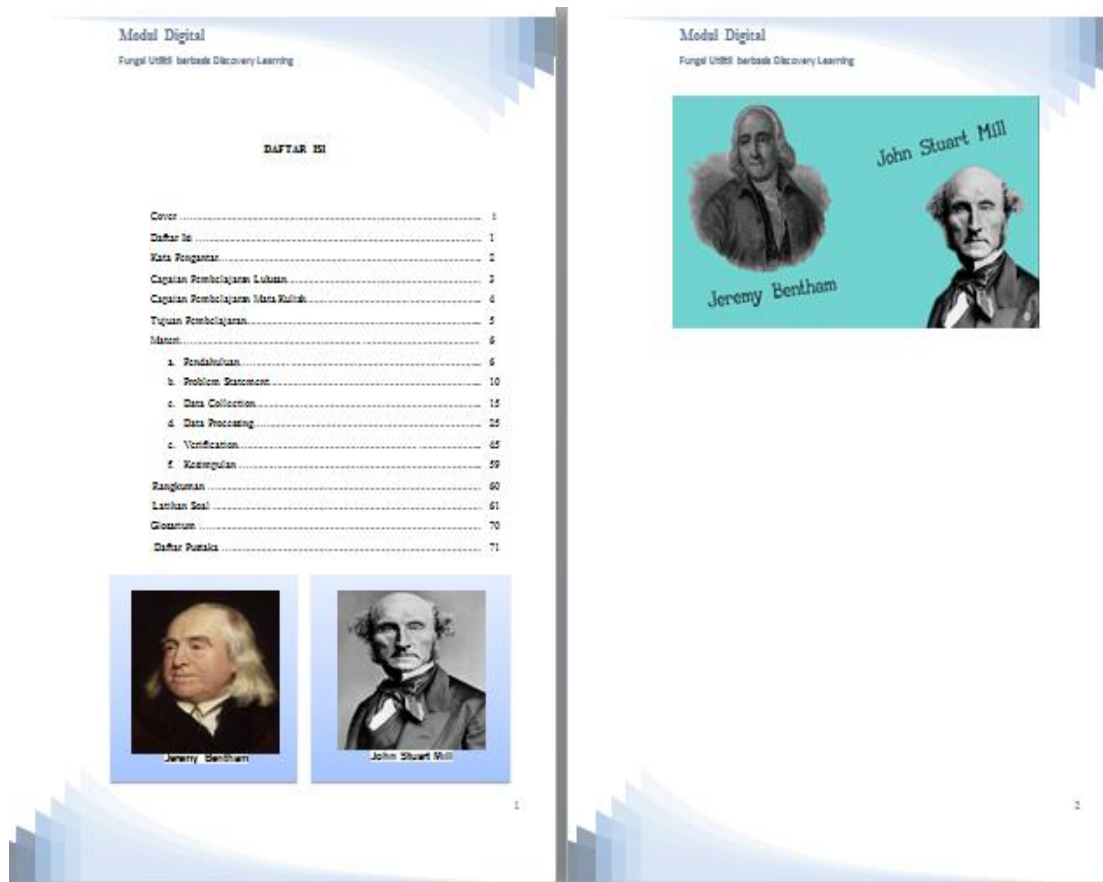 Modul Digital
Fungsi Utiliti berbasis Discovery Learning
DAFTAR ISI
Cover ........ i
Daftar Isi ........ 1
Kata Pengantar ........ 2
Capaian Pembelajaran Lulusan ........ 3
Capaian Pembelajaran Mata Kuliah ........ 4
Tujuan Pembelajaran ........ 5
Materi ........ 6
a. Pendahuluan ........ 6
b. Problem Statement ........ 10
c. Data Collection ........ 15
d. Data Processing ........ 25
e. Verification ........ 45
f. Kesimpulan ........ 59
Rangkuman ........ 60
Latihan Soal ........ 61
Glosarium ........ 70
Daftar Pustaka ........ 71
Jeremy Bentham
John Stuart Mill
1
Modul Digital
Fungsi Utiliti berbasis Discovery Learning
John Stuart Mill
Jeremy Bentham
2